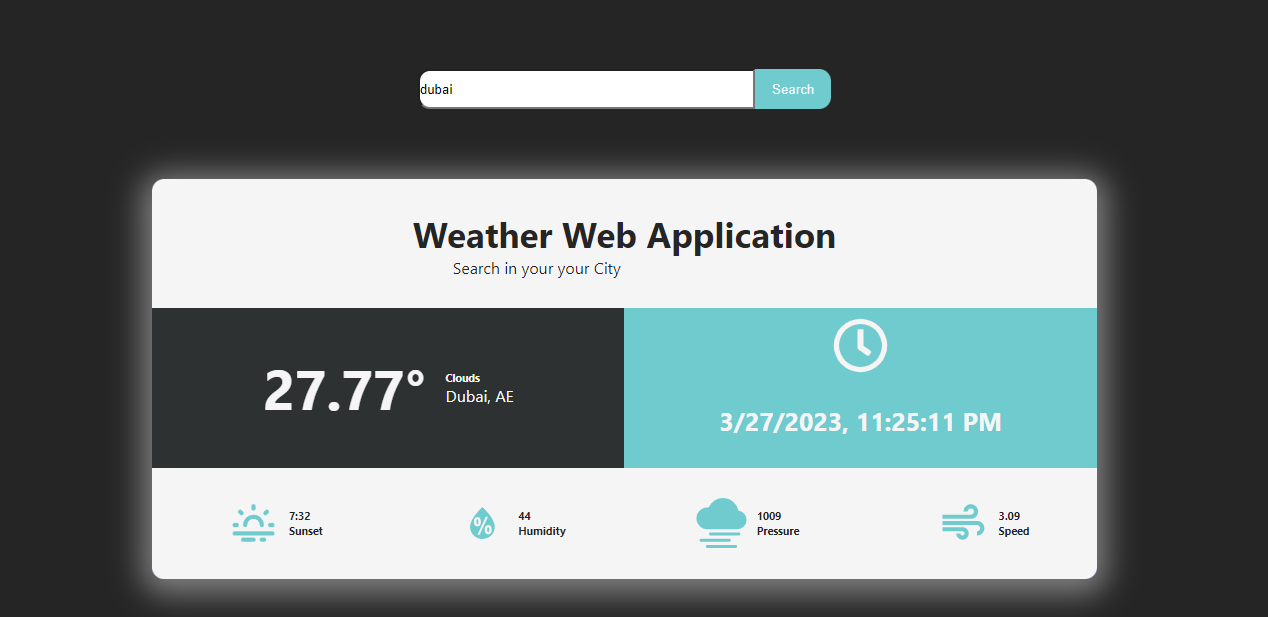 dubai Search
Weather Web Application
Search in your your City
27.77°
Clouds
Dubai, AE
3/27/2023, 11:25:11 PM
7:32
Sunset
%
44
Humidity
1009
Pressure
3.09
Speed